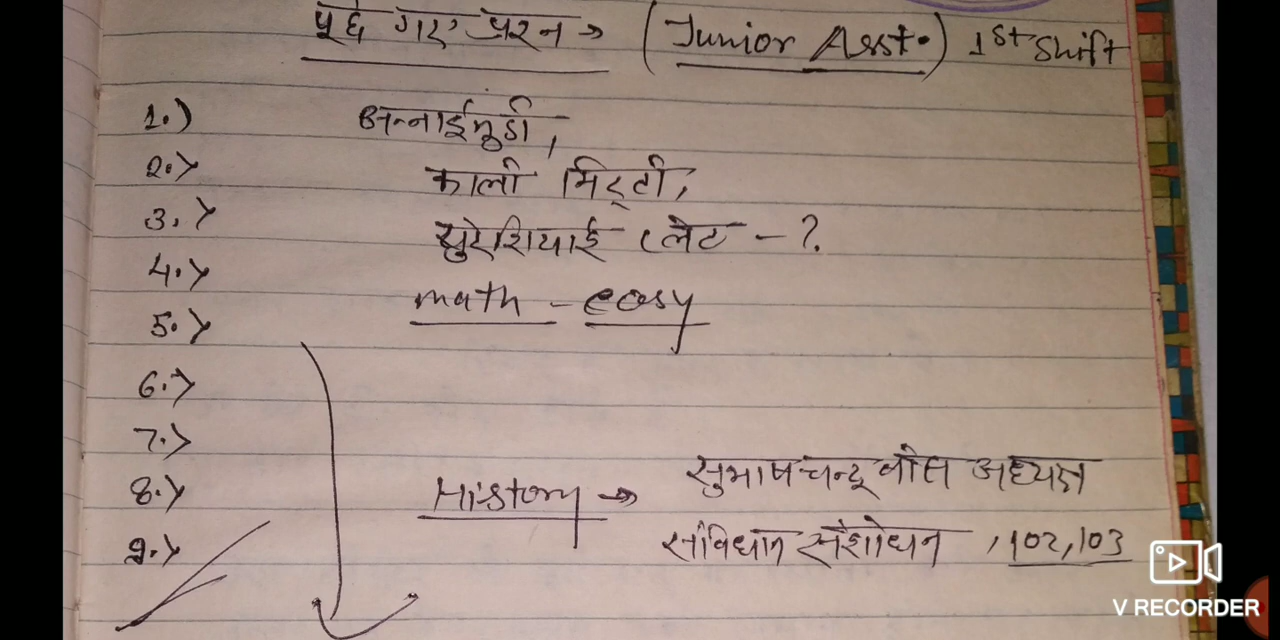 पूछे गए प्रश्न → (Junior Asst.) 1st Shift
1.) अन्नाईमुडी,
2.> काली मिट्टी,
3.> युरेशियाई प्लेट - ?.
4.> math - easy
5.>
6.>
7.>
8.> History → सुभाषचन्द्र बोस अध्यक्ष
9.> संविधान संशोधन, 102, 103
V RECORDER